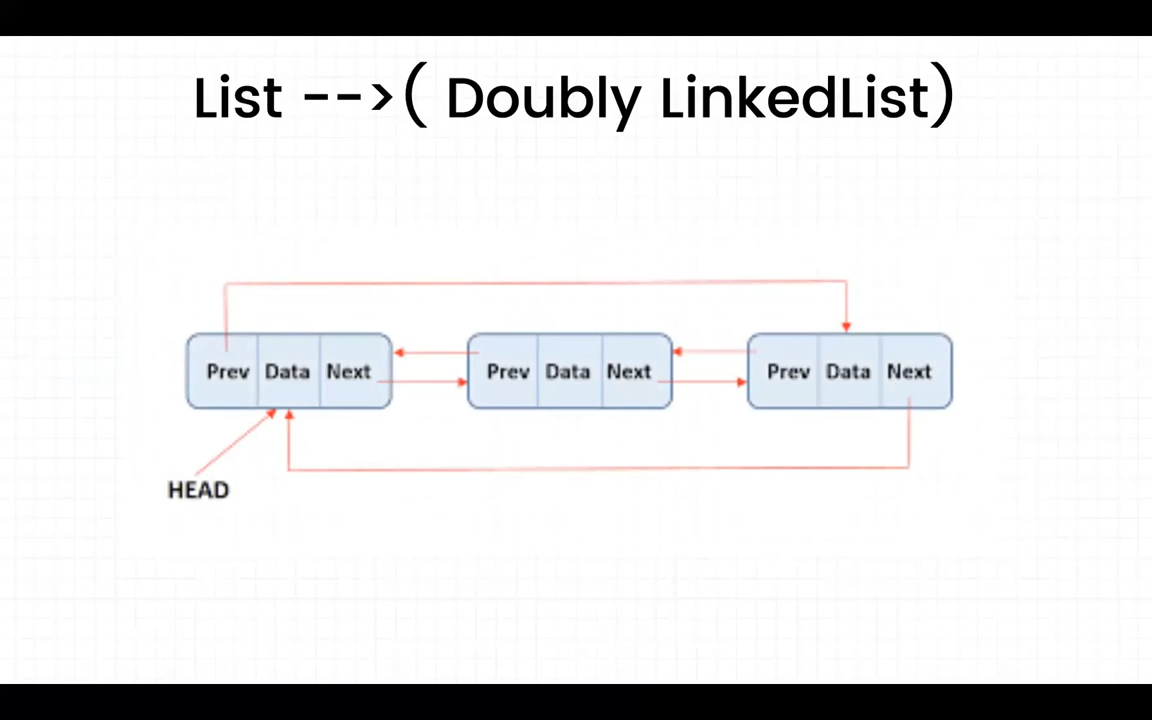 List -->( Doubly LinkedList)
Prev Data Next Prev Data Next Prev Data Next
HEAD